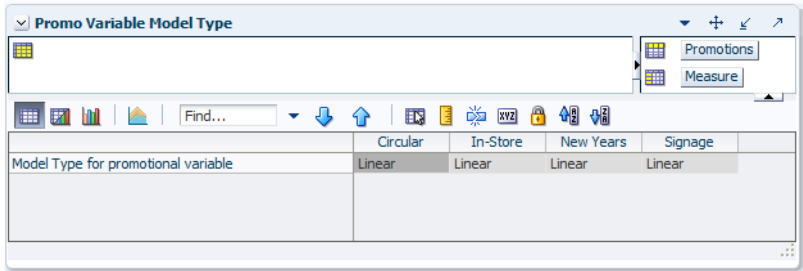 Promo Variable Model Type
Promotions
Measure
Find...
XYZ
A Z Z A
Circular In-Store New Years Signage
Model Type for promotional variable Linear Linear Linear Linear